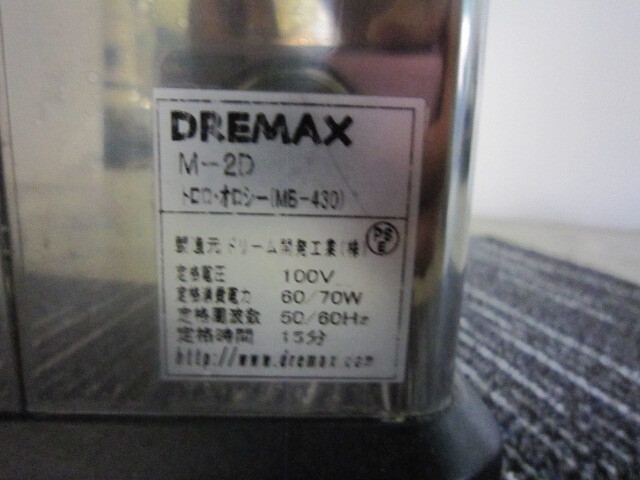 DREMAX
M-2D
トロロ・オロシー(M5-430)
製造元 ドリーム開発工業(株)
PS
E
定格電圧 100V
定格消費電力 60/70W
定格周波数 50/60Hz
定格時間 15分
http://www.dremax.com